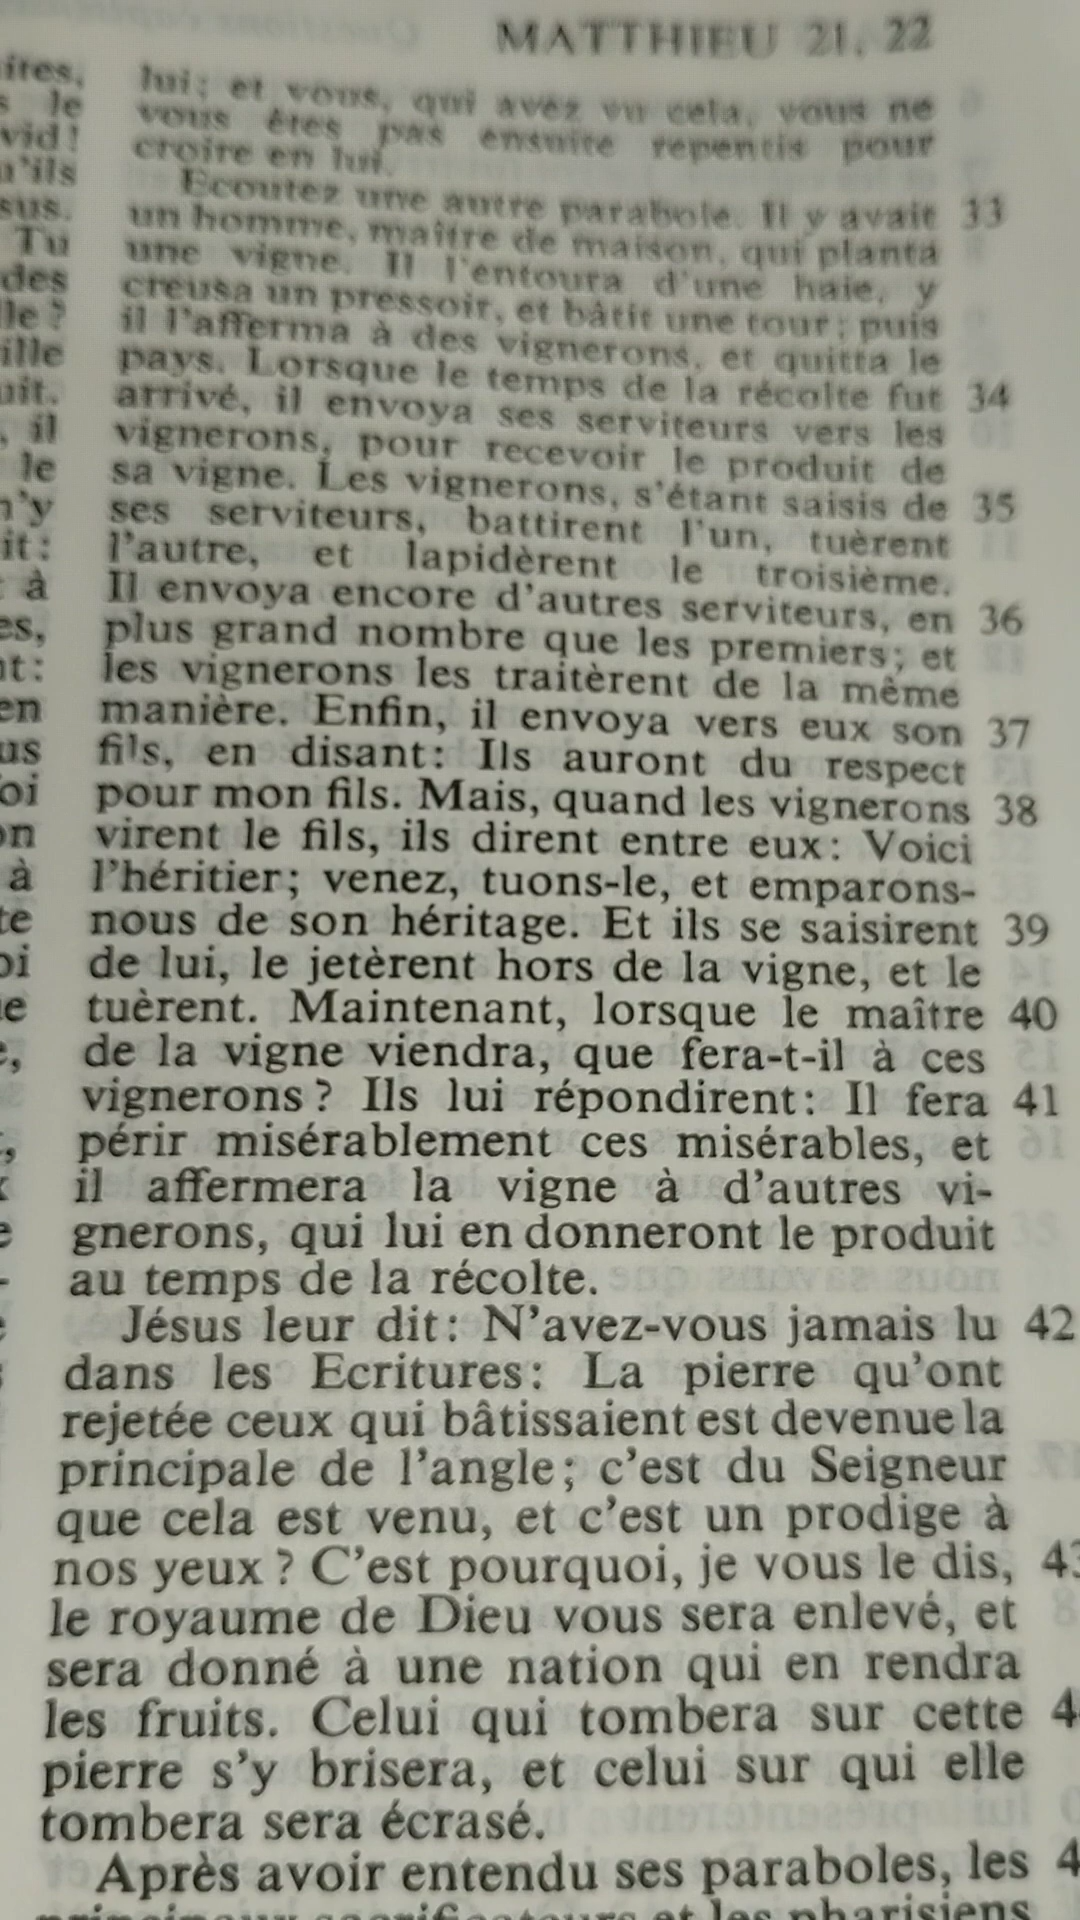 MATTHIEU 21, 22
lui; et vous, qui avez vu cela, vous ne
vous êtes pas ensuite repentis pour
croire en lui.
Ecoutez une autre parabole. Il y avait 33
un homme, maître de maison, qui planta
une vigne. Il l'entoura d'une haie, y
creusa un pressoir, et bâtit une tour; puis
il l'afferma à des vignerons, et quitta le
pays. Lorsque le temps de la récolte fut 34
arrivé, il envoya ses serviteurs vers les
vignerons, pour recevoir le produit de
sa vigne. Les vignerons, s'étant saisis de 35
ses serviteurs, battirent l'un, tuèrent
l'autre, et lapidèrent le troisième.
Il envoya encore d'autres serviteurs, en 36
plus grand nombre que les premiers; et
les vignerons les traitèrent de la même
manière. Enfin, il envoya vers eux son 37
fils, en disant: Ils auront du respect
pour mon fils. Mais, quand les vignerons 38
virent le fils, ils dirent entre eux: Voici
l'héritier; venez, tuons-le, et emparons-
nous de son héritage. Et ils se saisirent 39
de lui, le jetèrent hors de la vigne, et le
tuèrent. Maintenant, lorsque le maître 40
de la vigne viendra, que fera-t-il à ces
vignerons? Ils lui répondirent: Il fera 41
périr misérablement ces misérables, et
il affermera la vigne à d'autres vi-
gnerons, qui lui en donneront le produit
au temps de la récolte.
Jésus leur dit: N'avez-vous jamais lu 42
dans les Ecritures: La pierre qu'ont
rejetée ceux qui bâtissaient est devenue la
principale de l'angle; c'est du Seigneur
que cela est venu, et c'est un prodige à
nos yeux? C'est pourquoi, je vous le dis, 43
le royaume de Dieu vous sera enlevé, et
sera donné à une nation qui en rendra
les fruits. Celui qui tombera sur cette 4
pierre s'y brisera, et celui sur qui elle
tombera sera écrasé.
Après avoir entendu ses paraboles, les 4
principaux sacrificateurs et les pharisiens